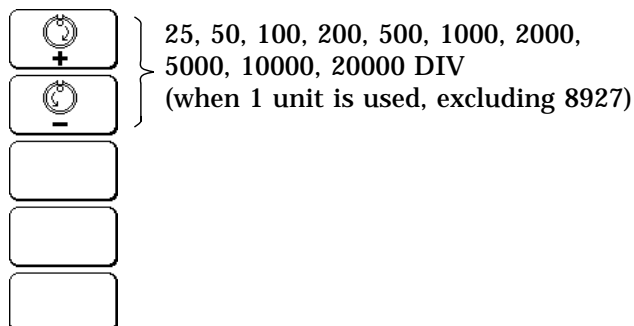 +
25, 50, 100, 200, 500, 1000, 2000,
5000, 10000, 20000 DIV
(when 1 unit is used, excluding 8927)
−